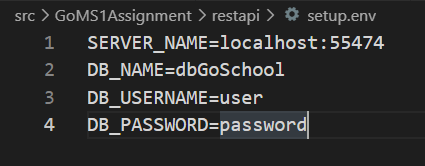 src > GoMS1Assignment > restapi > setup.env
1 SERVER_NAME=localhost:55474
2 DB_NAME=dbGoSchool
3 DB_USERNAME=user
4 DB_PASSWORD=password